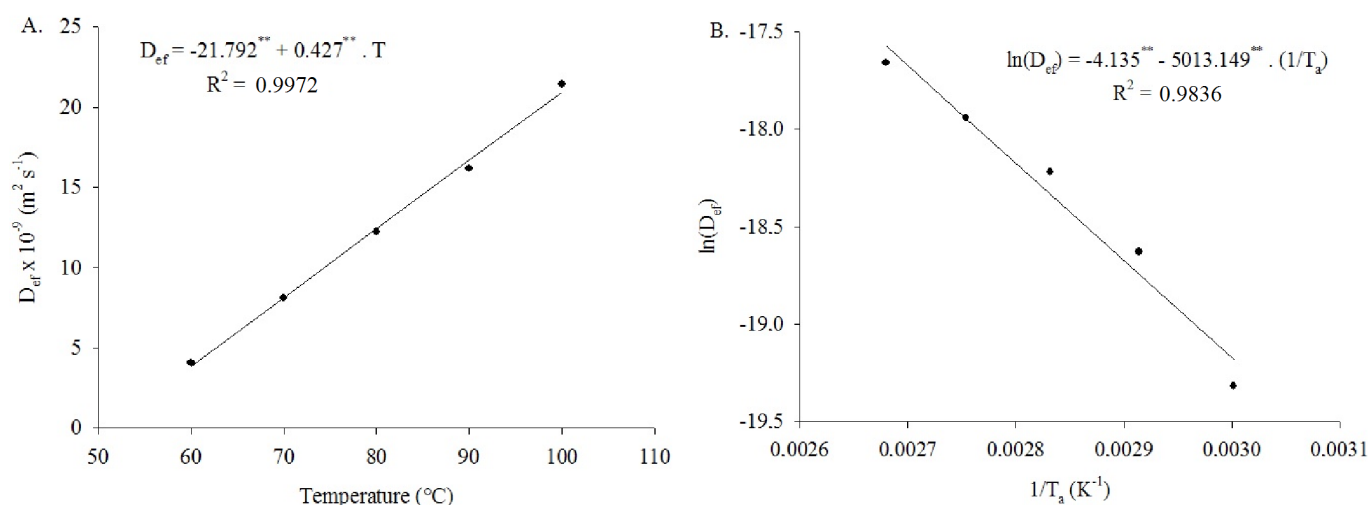 A.
D_ef = -21.792** + 0.427** . T
R² = 0.9972
D_ef x 10⁻⁹ (m² s⁻¹)
25
20
15
10
5
0
50 60 70 80 90 100 110
Temperature (°C)
B.
ln(D_ef) = -4.135** - 5013.149** . (1/T_a)
R² = 0.9836
ln(D_ef)
-17.5
-18.0
-18.5
-19.0
-19.5
0.0026 0.0027 0.0028 0.0029 0.0030 0.0031
1/T_a (K⁻¹)